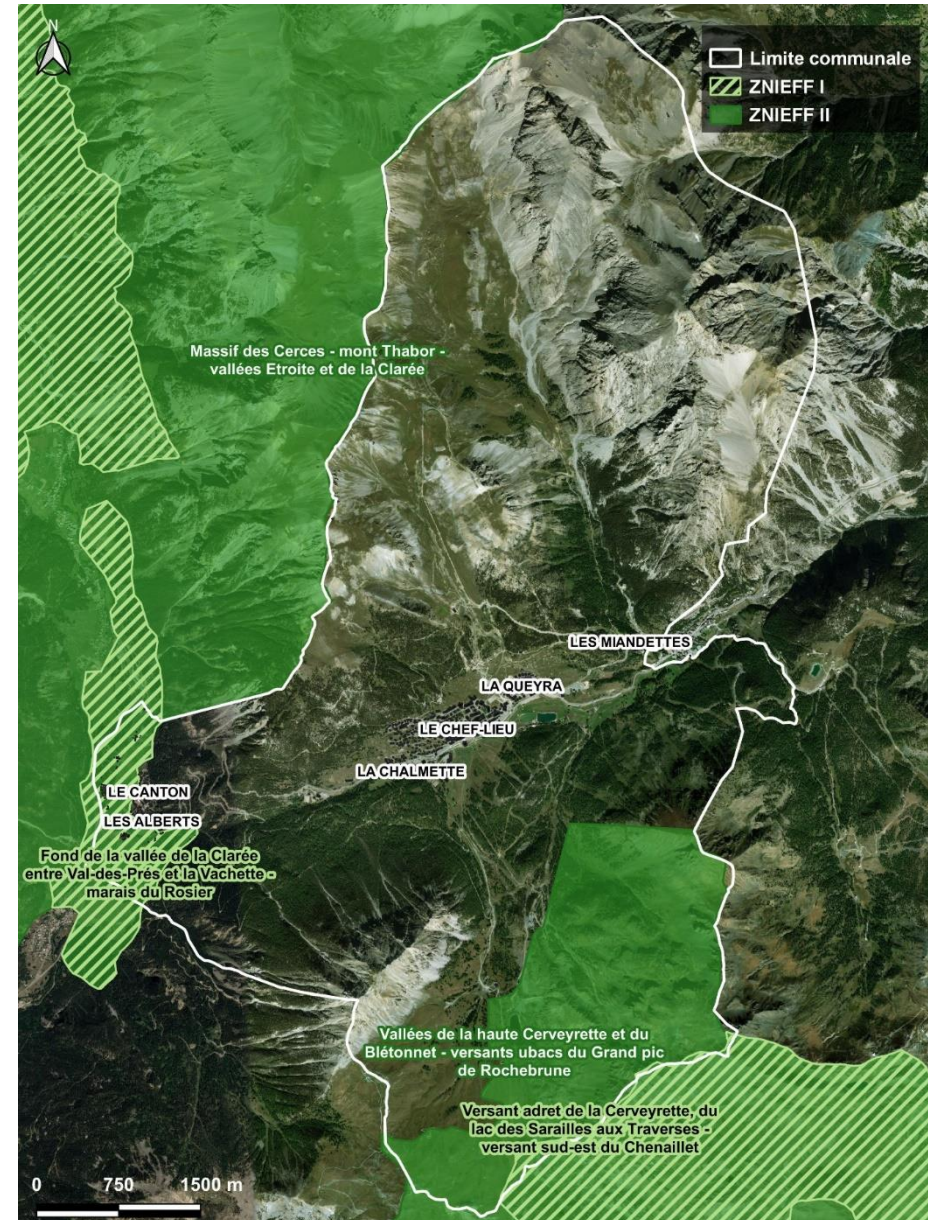 N
Limite communale
ZNIEFF I
ZNIEFF II
Massif des Cerces - mont Thabor -
vallées Etroite et de la Clarée
LES MIANDETTES
LA QUEYRA
LE CHEF-LIEU
LA CHALMETTE
LE CANTON
LES ALBERTS
Fond de la vallée de la Clarée
entre Val-des-Prés et la Vachette -
marais du Rosier
Vallées de la haute Cerveyrette et du
Blétonnet - versants ubacs du Grand pic
de Rochebrune
Versant adret de la Cerveyrette, du
lac des Sarailles aux Traverses -
versant sud-est du Chenaillet
0 750 1500 m